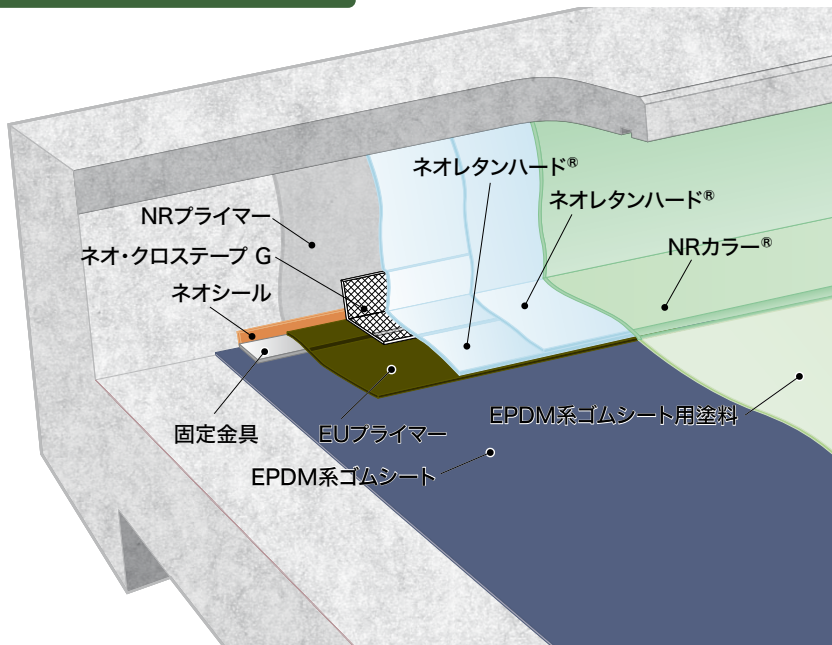 ネオレタンハード®
ネオレタンハード®
NRプライマー
NRカラー®
ネオ・クロステープ G
ネオシール
EPDM系ゴムシート用塗料
固定金具
EUプライマー
EPDM系ゴムシート